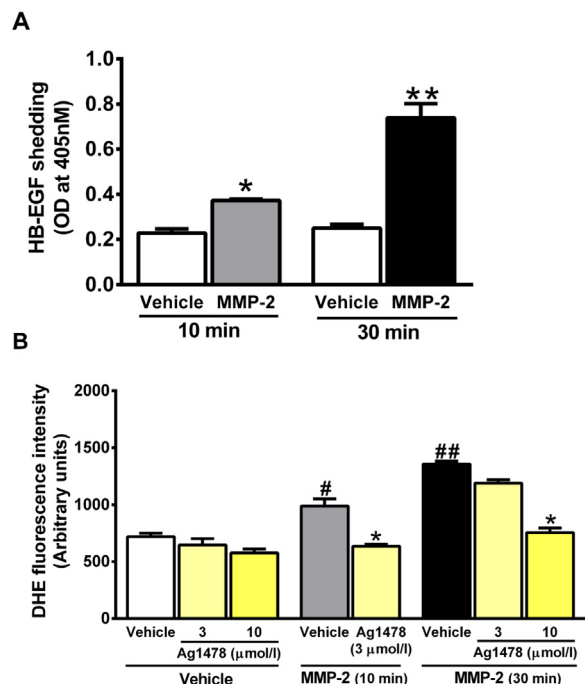 A
HB-EGF shedding
(OD at 405nM)
1.0
0.8
0.6
0.4
0.2
0.0
*
**
Vehicle MMP-2 Vehicle MMP-2
10 min 30 min
B
DHE fluorescence intensity
(Arbitrary units)
2000
1500
1000
500
0
#
*
##
*
Vehicle 3 10 Vehicle Ag1478 Vehicle 3 10
Ag1478 (μmol/l) (3 μmol/l) Ag1478 (μmol/l)
Vehicle MMP-2 (10 min) MMP-2 (30 min)